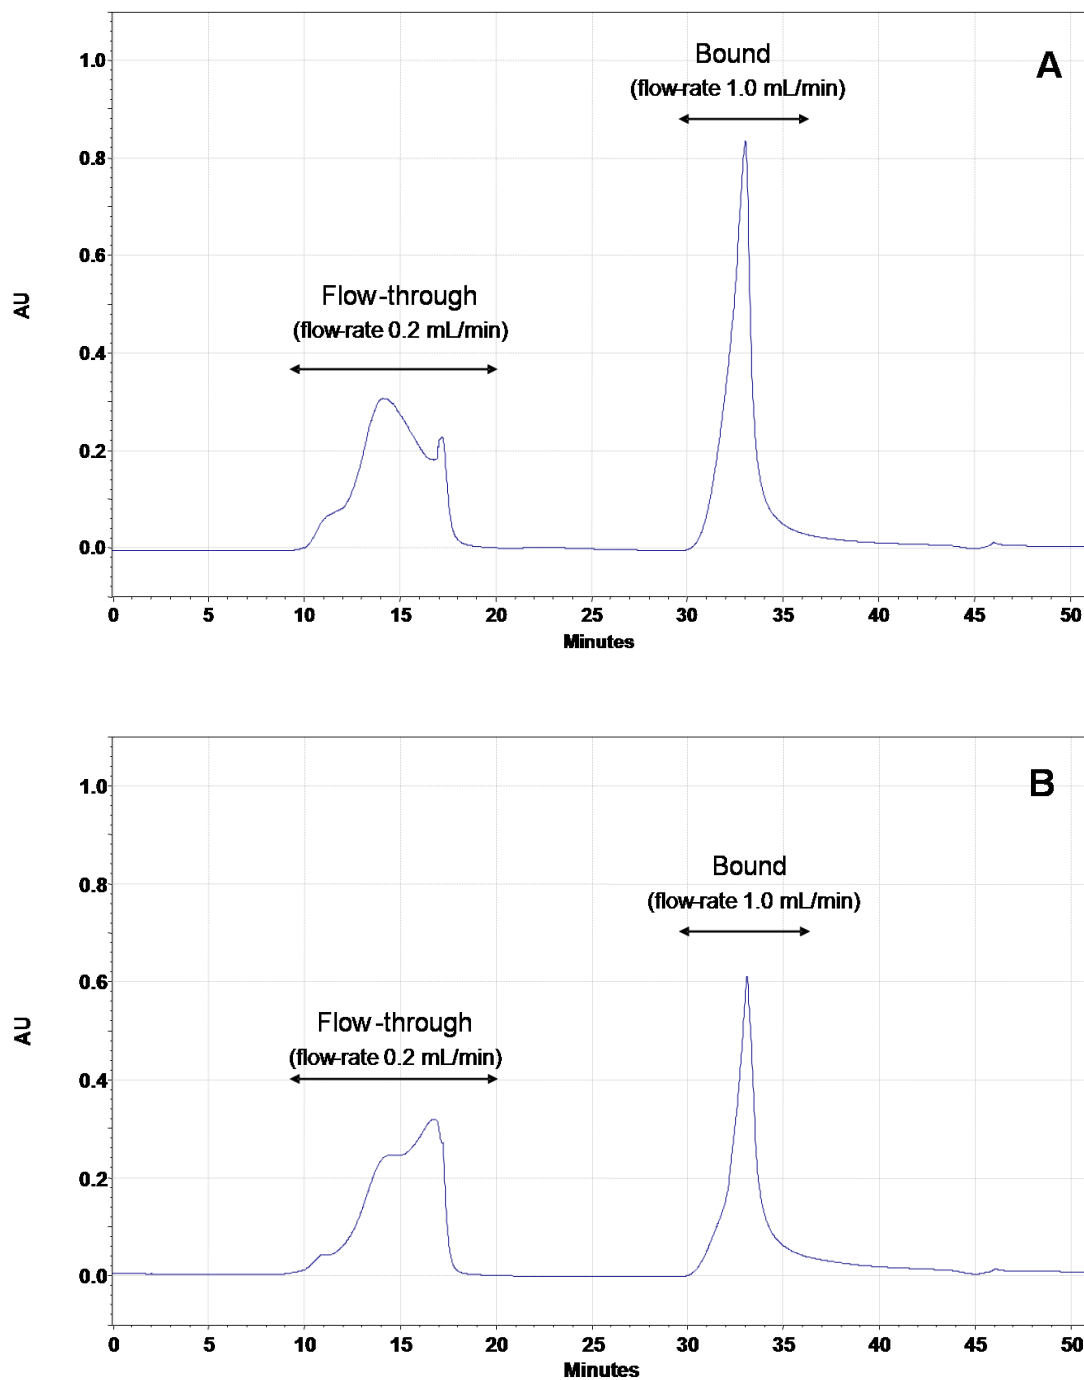 A
Bound
(flow-rate 1.0 mL/min)
Flow-through
(flow-rate 0.2 mL/min)
AU
1.0
0.8
0.6
0.4
0.2
0.0
0 5 10 15 20 25 30 35 40 45 50
Minutes
B
Bound
(flow-rate 1.0 mL/min)
Flow-through
(flow-rate 0.2 mL/min)
AU
1.0
0.8
0.6
0.4
0.2
0.0
0 5 10 15 20 25 30 35 40 45 50
Minutes